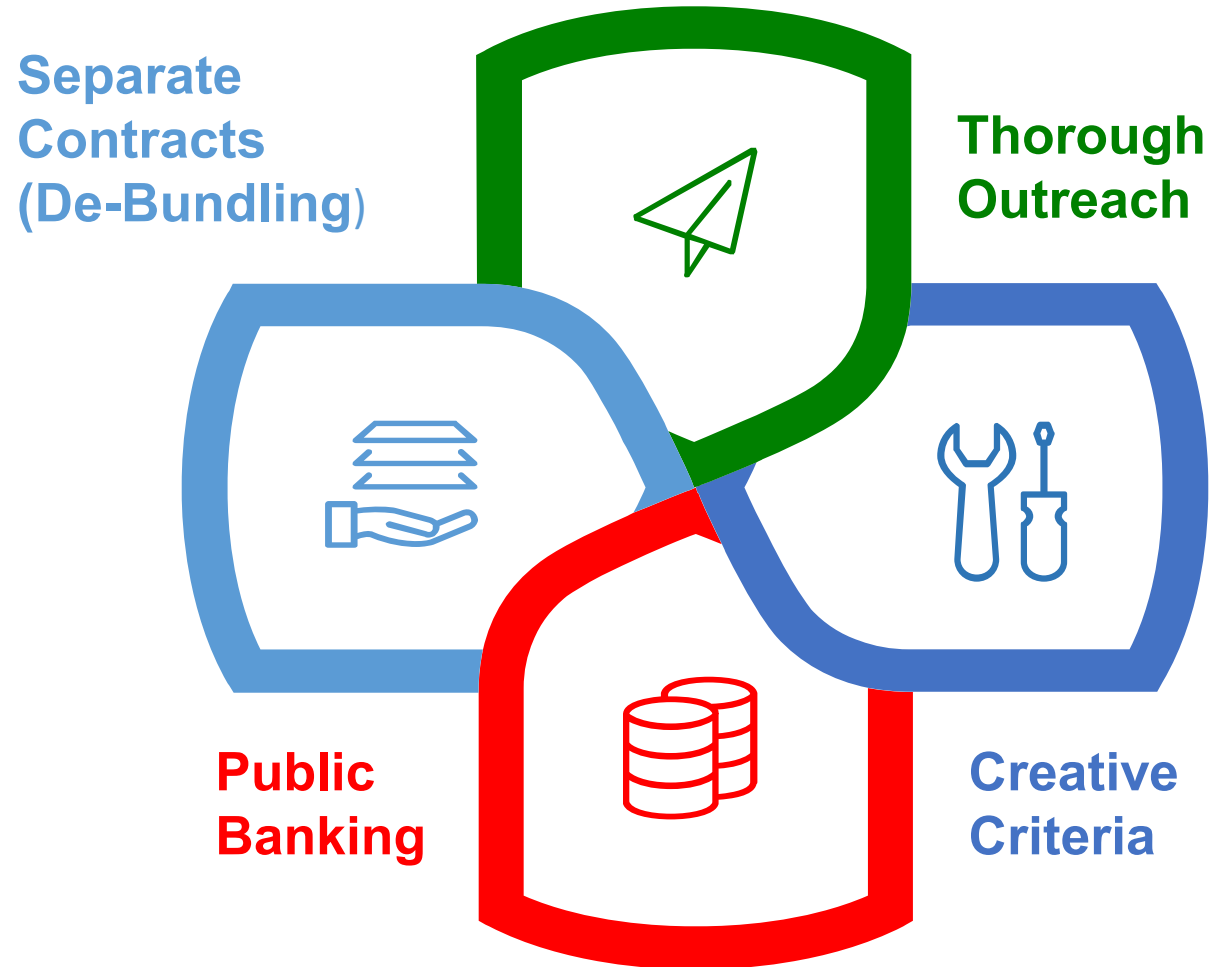 Separate
Contracts
(De-Bundling)
Thorough
Outreach
Public
Banking
Creative
Criteria